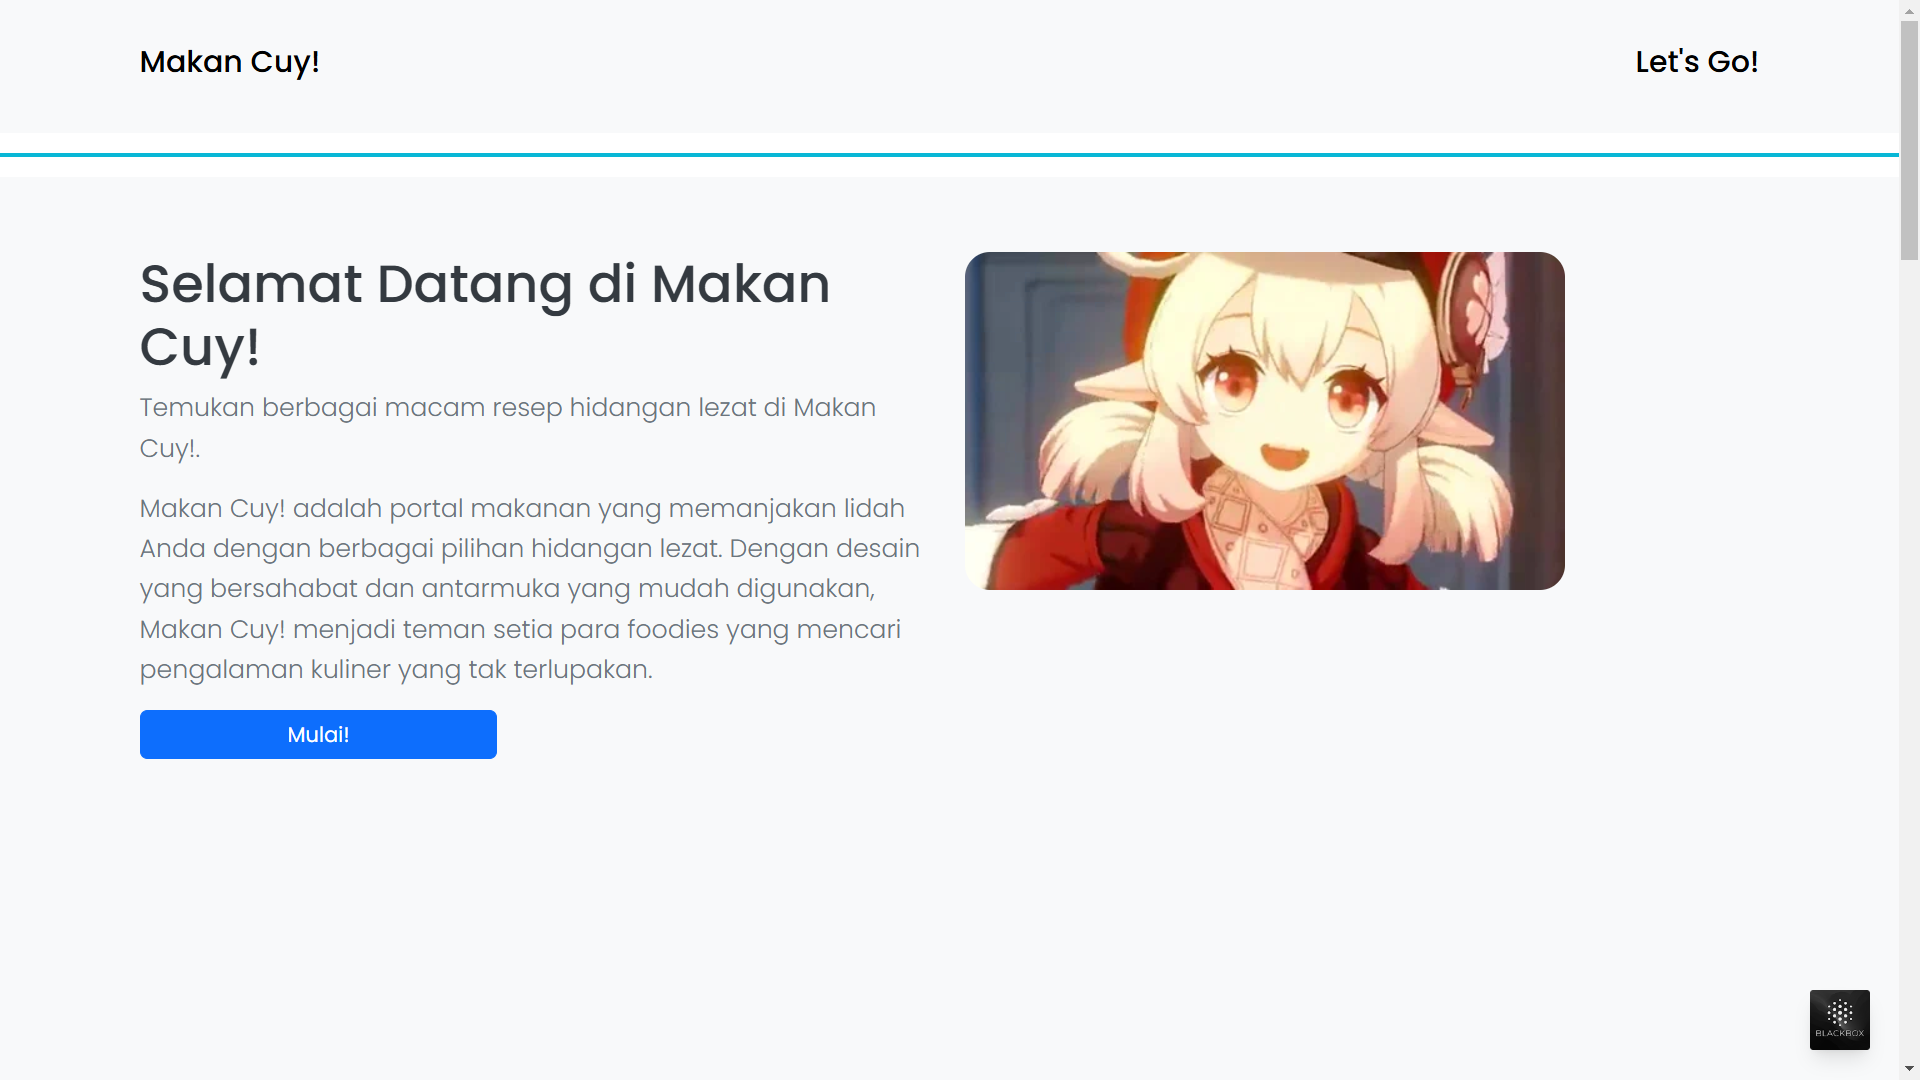 Makan Cuy!
Let's Go!
Selamat Datang di Makan
Cuy!
Temukan berbagai macam resep hidangan lezat di Makan
Cuy!.
Makan Cuy! adalah portal makanan yang memanjakan lidah
Anda dengan berbagai pilihan hidangan lezat. Dengan desain
yang bersahabat dan antarmuka yang mudah digunakan,
Makan Cuy! menjadi teman setia para foodies yang mencari
pengalaman kuliner yang tak terlupakan.
Mulai!
BLACKBOX